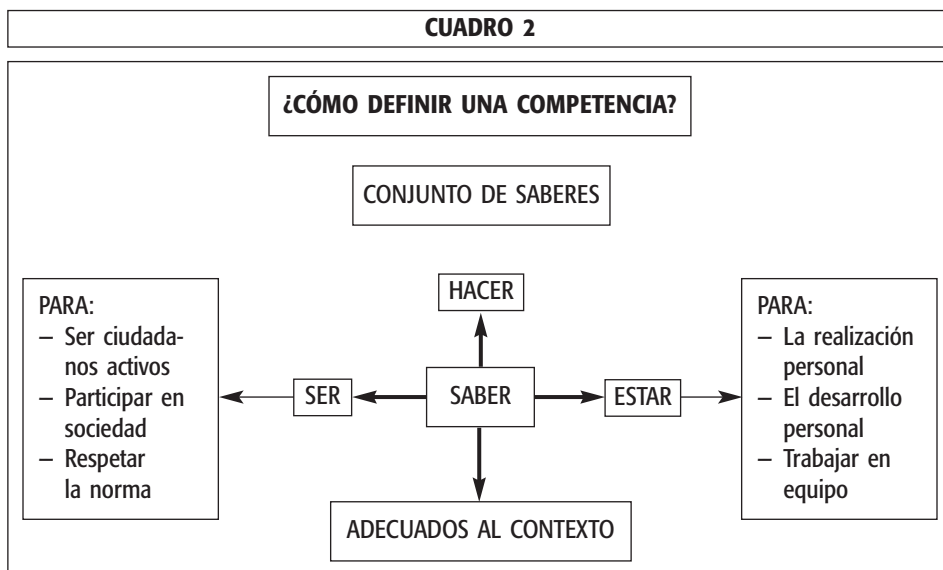 CUADRO 2
¿CÓMO DEFINIR UNA COMPETENCIA?
CONJUNTO DE SABERES
HACER
PARA:
– Ser ciudada-
nos activos
– Participar en
sociedad
– Respetar
la norma
SER
SABER
ESTAR
PARA:
– La realización
personal
– El desarrollo
personal
– Trabajar en
equipo
ADECUADOS AL CONTEXTO